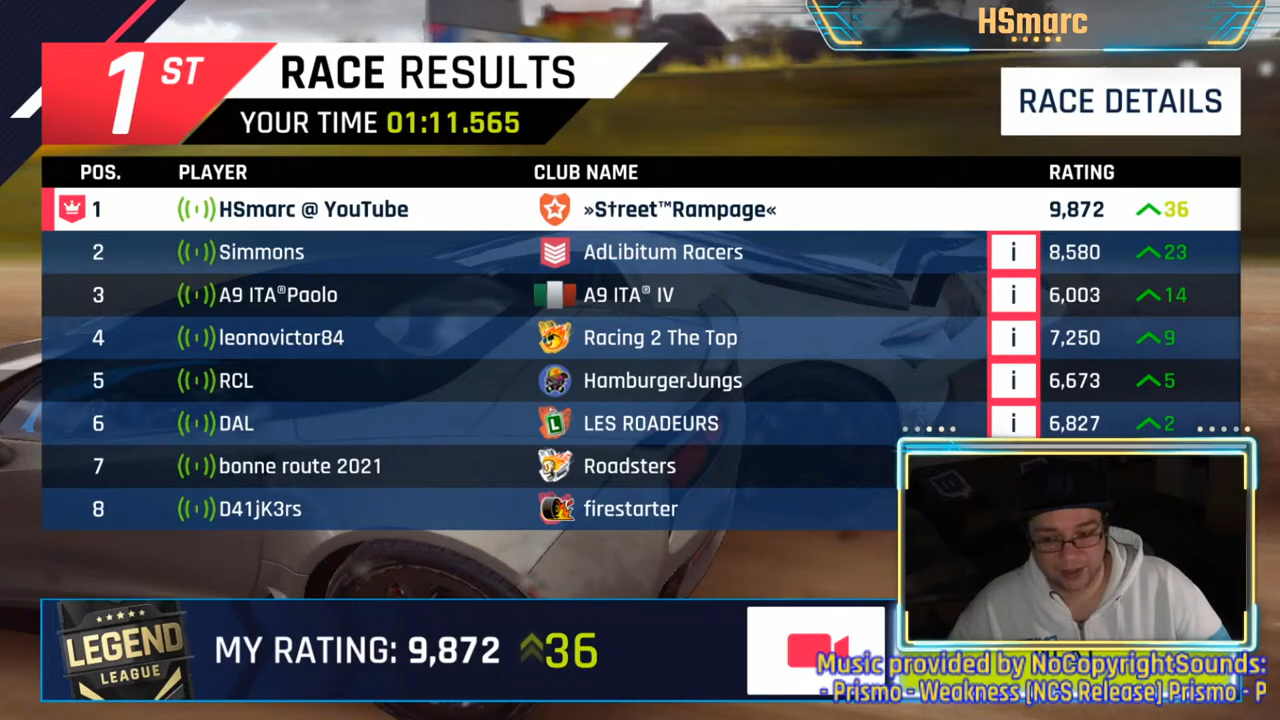 HSmarc
1 ST
RACE RESULTS
YOUR TIME 01:11.565
RACE DETAILS
POS. PLAYER CLUB NAME RATING
1 HSmarc @ YouTube »S†reet™Rampage« 9,872 36
2 Simmons AdLibitum Racers i 8,580 23
3 A9 ITA®Paolo A9 ITA® IV i 6,003 14
4 leonovictor84 Racing 2 The Top i 7,250 9
5 RCL HamburgerJungs i 6,673 5
6 DAL L LES ROADEURS i 6,827 2
7 bonne route 2021 Roadsters
8 D41jK3rs firestarter
LEGEND
LEAGUE
MY RATING: 9,872 36
Music provided by NoCopyrightSounds:
- Prismo - Weakness [NCS Release] Prismo - P